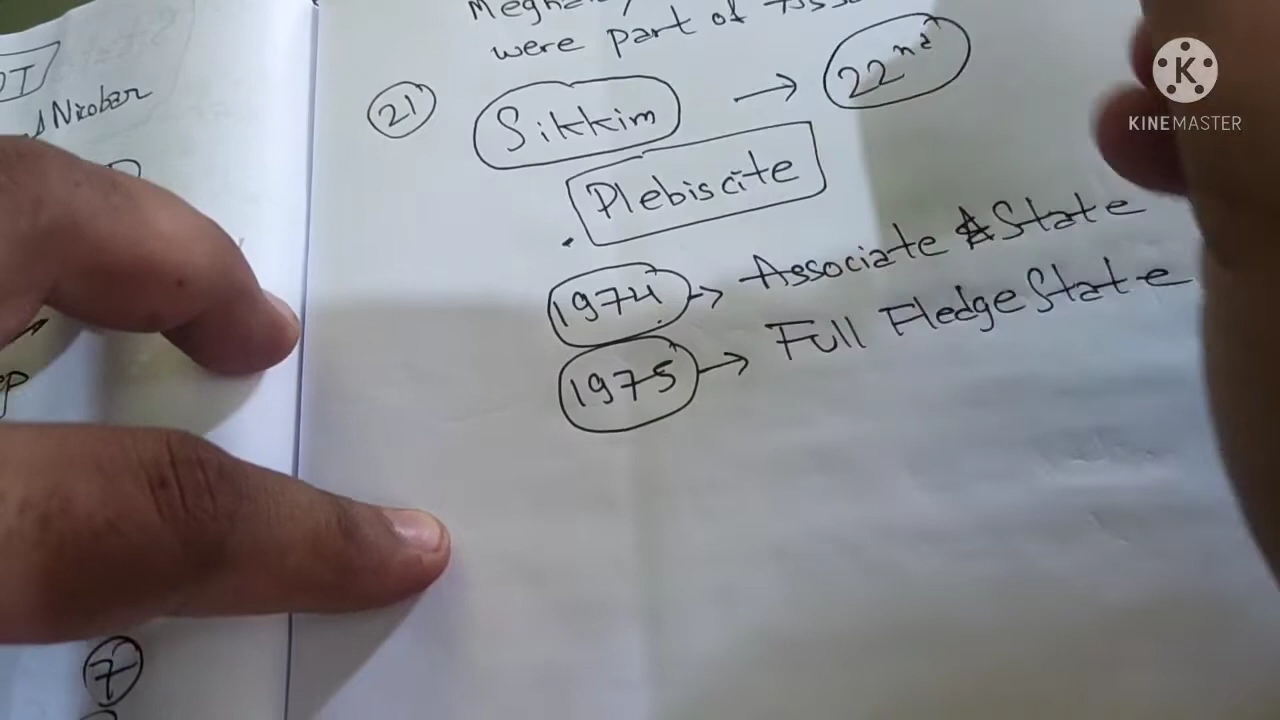 were part of
Nicobar
21 Sikkim → 22nd
Plebiscite
1974 → Associate State
1975 → Full Fledge State
7
K
KINEMASTER